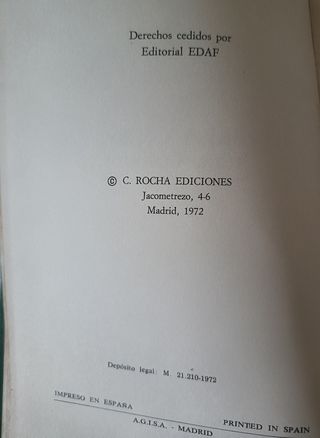 Derechos cedidos por
Editorial EDAF
© C. ROCHA EDICIONES
Jacometrezo, 4-6
Madrid, 1972
Depósito legal: M. 21.210-1972
IMPRESO EN ESPAÑA
PRINTED IN SPAIN
A.G.I.S.A. - MADRID